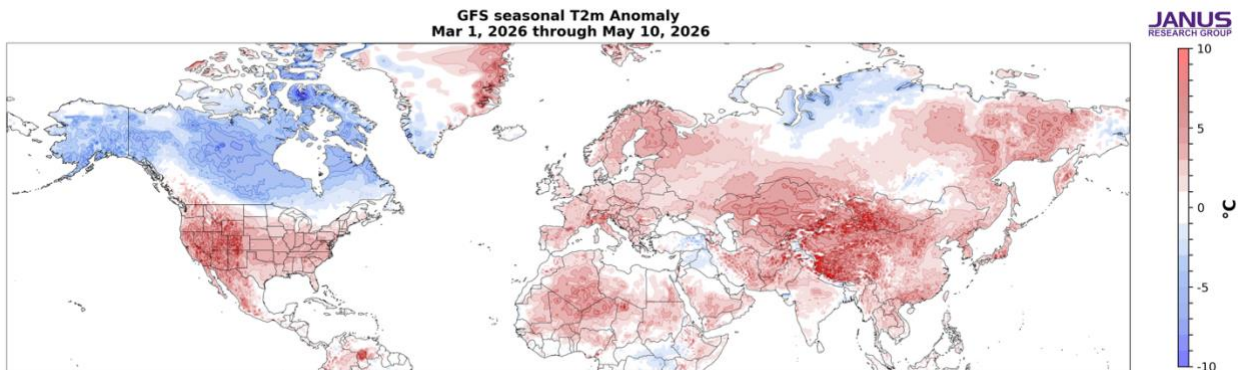 GFS seasonal T2m Anomaly
Mar 1, 2026 through May 10, 2026
JANUS
RESEARCH GROUP
10
5
0
-5
-10
°C